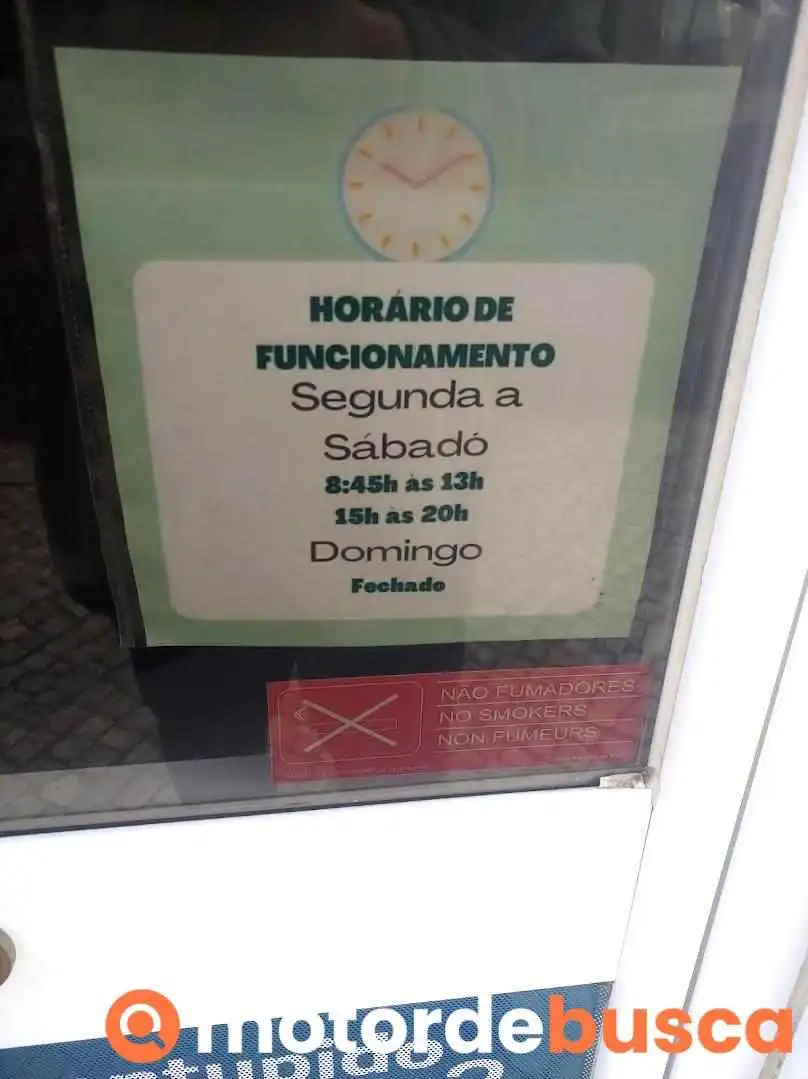 HORÁRIO DE
FUNCIONAMENTO
Segunda a
Sábadó
8:45h às 13h
15h às 20h
Domingo
Fechado
NÃO FUMADORES
NO SMOKERS
NON FUMEURS
motordebusca